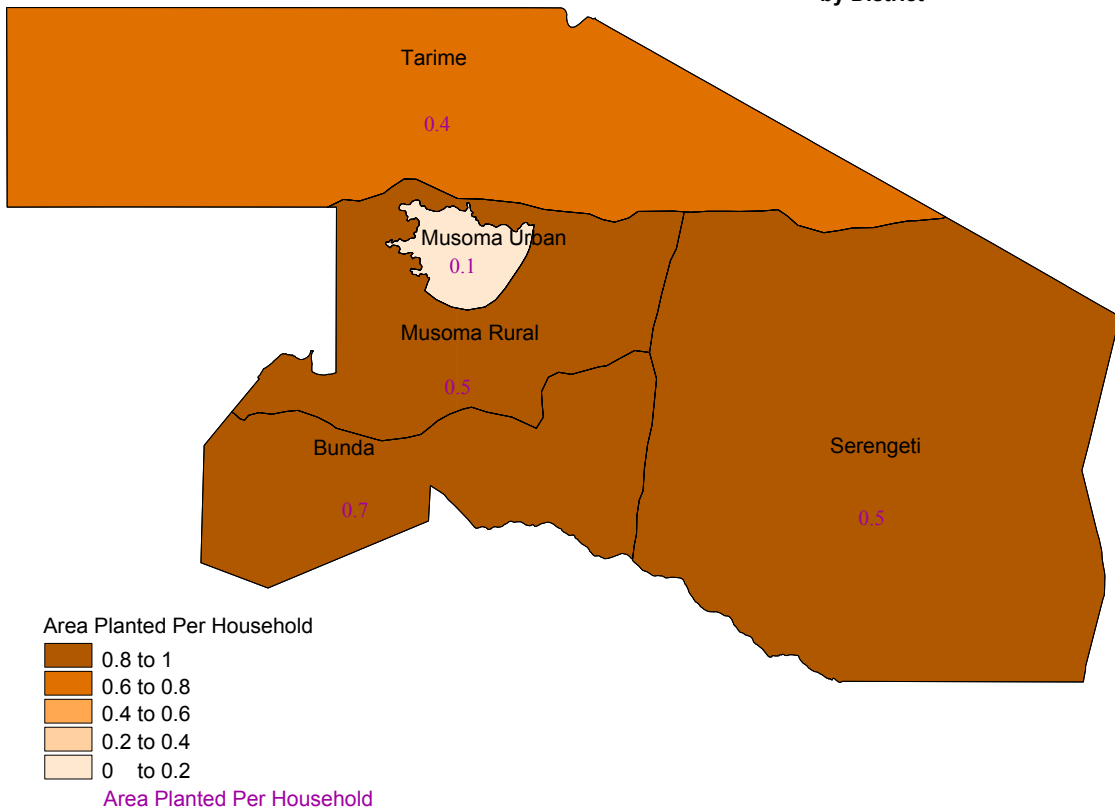 by District
Tarime
0.4
Musoma Urban
0.1
Musoma Rural
0.5
Bunda
0.7
Serengeti
0.5
Area Planted Per Household
0.8 to 1
0.6 to 0.8
0.4 to 0.6
0.2 to 0.4
0 to 0.2
Area Planted Per Household